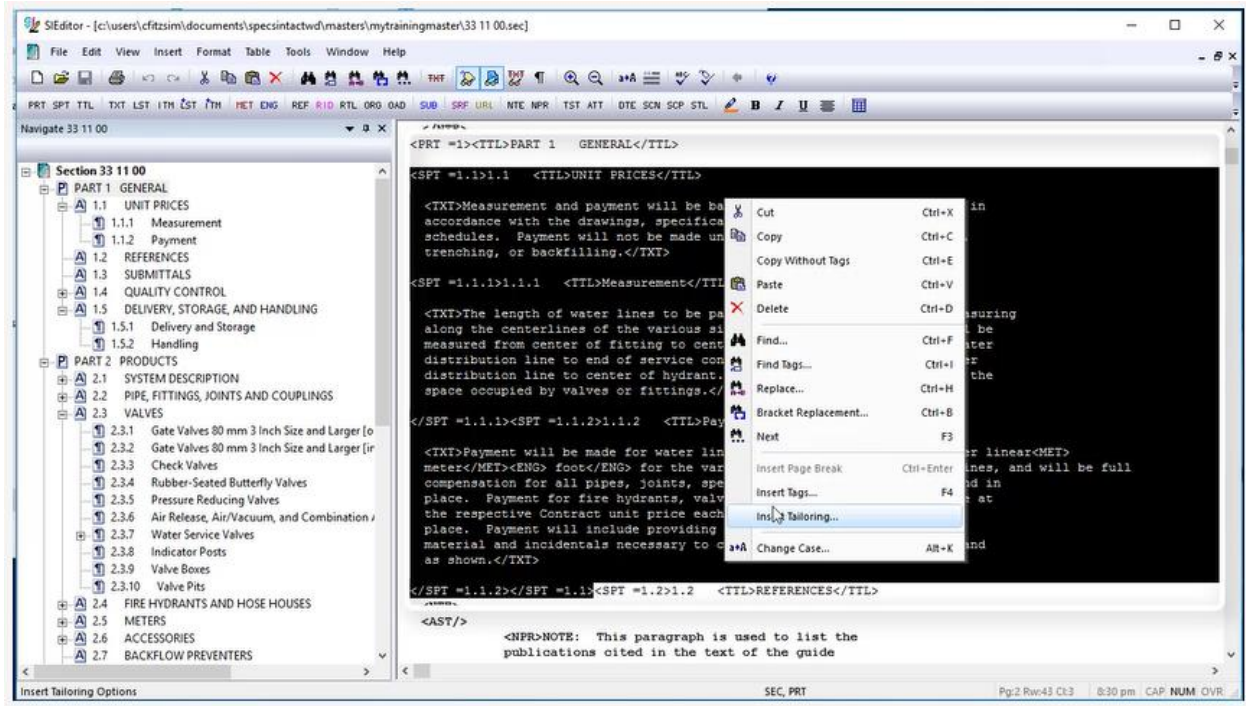 SIEditor - [c:\users\cfitzsim\documents\specsintactwd\masters\mytrainingmaster\33 11 00.sec]
File Edit View Insert Format Table Tools Window Help
THT
PRT SPT TTL TXT LST ITM LST ITM MET ENG REF RID RTL ORG OAD SUB SRF URL NTE NPR TST ATT DTE SCN SCP STL B I U
Navigate 33 11 00
Section 33 11 00
PART 1 GENERAL
1.1 UNIT PRICES
1.1.1 Measurement
1.1.2 Payment
1.2 REFERENCES
1.3 SUBMITTALS
1.4 QUALITY CONTROL
1.5 DELIVERY, STORAGE, AND HANDLING
1.5.1 Delivery and Storage
1.5.2 Handling
PART 2 PRODUCTS
2.1 SYSTEM DESCRIPTION
2.2 PIPE, FITTINGS, JOINTS AND COUPLINGS
2.3 VALVES
2.3.1 Gate Valves 80 mm 3 Inch Size and Larger [o
2.3.2 Gate Valves 80 mm 3 Inch Size and Larger [in
2.3.3 Check Valves
2.3.4 Rubber-Seated Butterfly Valves
2.3.5 Pressure Reducing Valves
2.3.6 Air Release, Air/Vacuum, and Combination
2.3.7 Water Service Valves
2.3.8 Indicator Posts
2.3.9 Valve Boxes
2.3.10 Valve Pits
2.4 FIRE HYDRANTS AND HOSE HOUSES
2.5 METERS
2.6 ACCESSORIES
2.7 BACKFLOW PREVENTERS
<PRT =1><TTL>PART 1 GENERAL</TTL>
<SPT =1.1>1.1 <TTL>UNIT PRICES</TTL>
<TXT>Measurement and payment will be ba in
accordance with the drawings, specifica
schedules. Payment will not be made un
trenching, or backfilling.</TXT>
<SPT =1.1.1>1.1.1 <TTL>Measurement</TTL
<TXT>The length of water lines to be pa asuring
along the centerlines of the various si be
measured from center of fitting to cent ter
distribution line to end of service con
distribution line to center of hydrant. the
space occupied by valves or fittings.</
</SPT =1.1.1><SPT =1.1.2>1.1.2 <TTL>Pay
<TXT>Payment will be made for water lin er linear<MET>
meter</MET><ENG> foot</ENG> for the var ines, and will be full
compensation for all pipes, joints, spe d in
place. Payment for fire hydrants, valv at
the respective Contract unit price each
place. Payment will include providing
material and incidentals necessary to c nd
as shown.</TXT>
</SPT =1.1.2></SPT =1.1><SPT =1.2>1.2 <TTL>REFERENCES</TTL>
<AST/>
<NPR>NOTE: This paragraph is used to list the
publications cited in the text of the guide
Cut Ctrl+X
Copy Ctrl+C
Copy Without Tags Ctrl+E
Paste Ctrl+V
Delete Ctrl+D
Find... Ctrl+F
Find Tags... Ctrl+I
Replace... Ctrl+H
Bracket Replacement... Ctrl+B
Next F3
Insert Page Break Ctrl+Enter
Insert Tags... F4
Insert Tailoring...
Change Case... Alt+K
Insert Tailoring Options SEC, PRT Pg:2 Rw:43 Ct:3 8:30 pm CAP NUM OVR